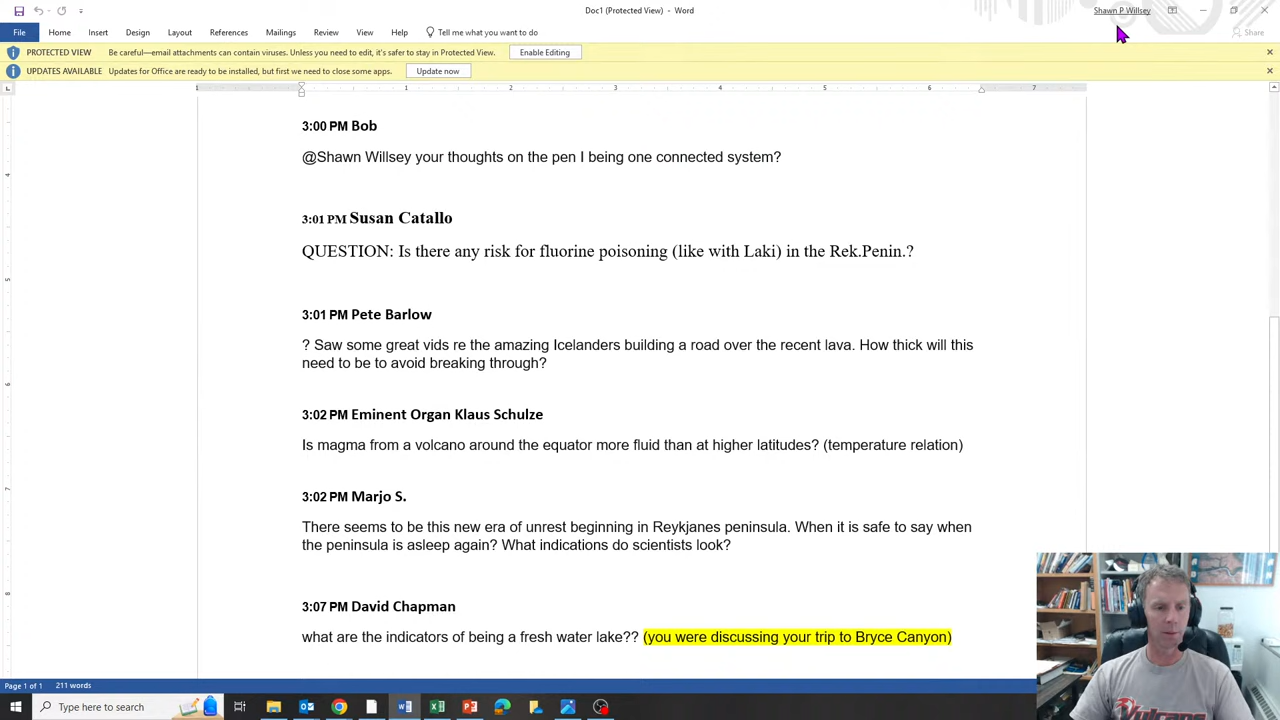 Doc1 (Protected View) - Word
Shawn P Willsey
File Home Insert Draw Design Layout References Mailings Review View Help Tell me what you want to do Share
PROTECTED VIEW Be careful—email attachments can contain viruses. Unless you need to edit, it's safer to stay in Protected View. Enable Editing
UPDATES AVAILABLE Updates for Office are ready to be installed, but first we need to close some apps. Update now
1 1 2 3 4 5 6 7
3:00 PM Bob
@Shawn Willsey your thoughts on the pen I being one connected system?
3:01 PM Susan Catallo
QUESTION: Is there any risk for fluorine poisoning (like with Laki) in the Rek.Penin.?
3:01 PM Pete Barlow
? Saw some great vids re the amazing Icelanders building a road over the recent lava. How thick will this
need to be to avoid breaking through?
3:02 PM Eminent Organ Klaus Schulze
Is magma from a volcano around the equator more fluid than at higher latitudes? (temperature relation)
3:02 PM Marjo S.
There seems to be this new era of unrest beginning in Reykjanes peninsula. When it is safe to say when
the peninsula is asleep again? What indications do scientists look?
3:07 PM David Chapman
what are the indicators of being a fresh water lake?? (you were discussing your trip to Bryce Canyon)
Page 1 of 1 211 words
Type here to search